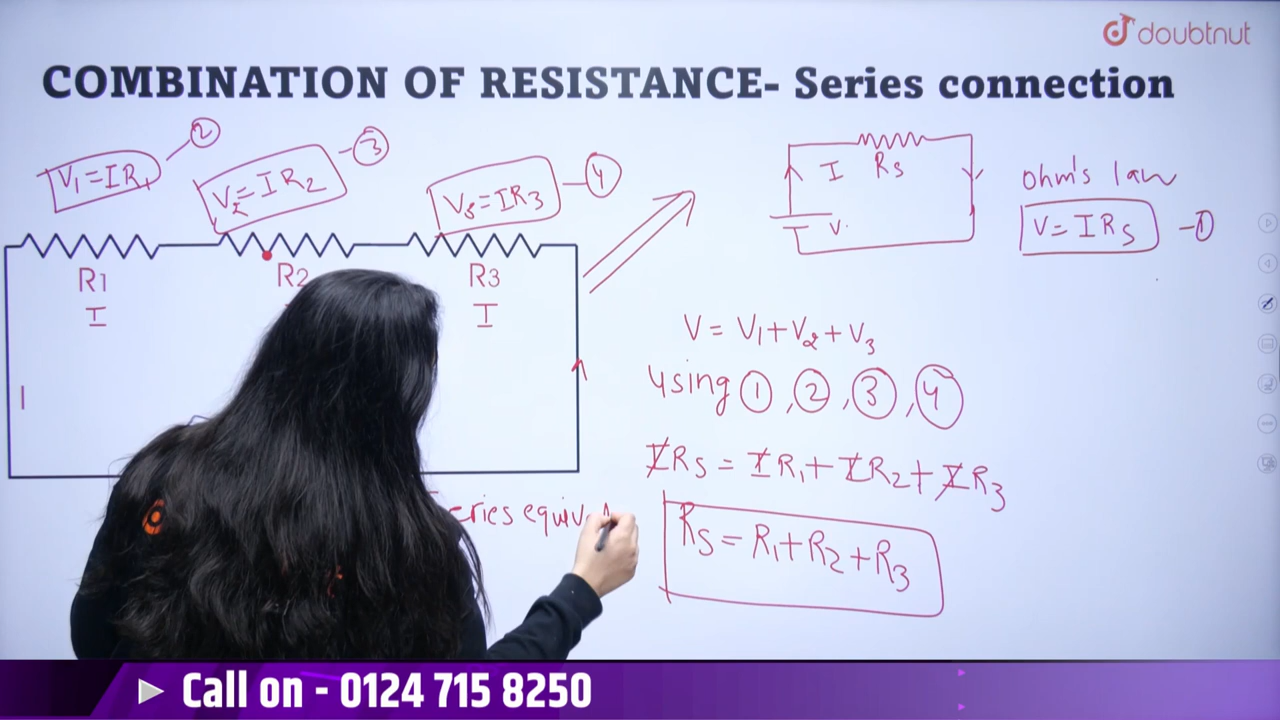 doubtnut
COMBINATION OF RESISTANCE- Series connection
V₁=IR₁ 2
V₂=IR₂ -3
V₃=IR₃ -4
R1
R2
R3
I
I
I
I Rs
V
ohm's law
V=IRs -1
V = V₁+V₂+V₃
Using 1, 2, 3, 4
IRs = IR₁+IR₂+IR₃
Rs = R₁+R₂+R₃
Call on - 0124 715 8250